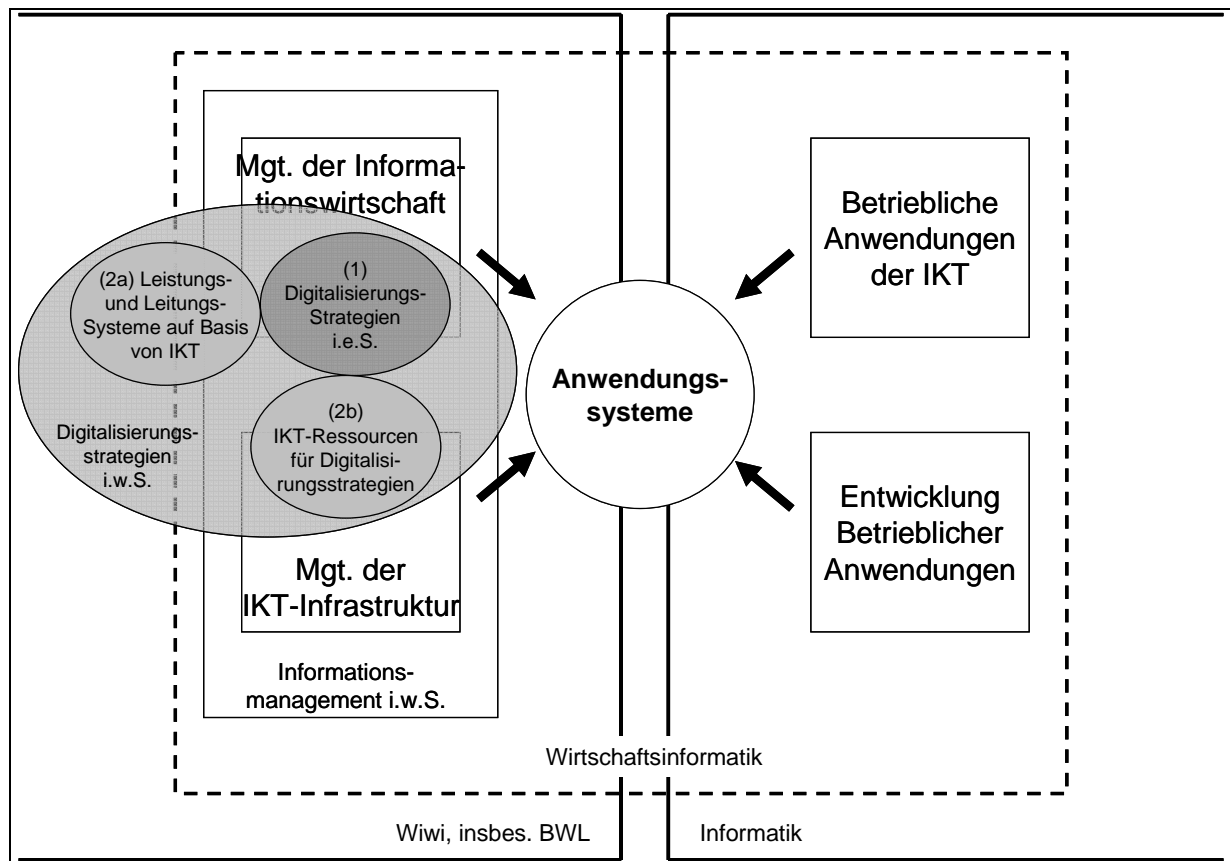 Mgt. der Informa-
tionswirtschaft
(2a) Leistungs-
und Leitungs-
Systeme auf Basis
von IKT
(1)
Digitalisierungs-
Strategien
i.e.S.
(2b)
IKT-Ressourcen
für Digitalisi-
rungsstrategien
Digitalisierungs-
strategien
i.w.S.
Mgt. der
IKT-Infrastruktur
Informations-
management i.w.S.
Anwendungs-
systeme
Betriebliche
Anwendungen
der IKT
Entwicklung
Betrieblicher
Anwendungen
Wirtschaftsinformatik
Wiwi, insbes. BWL
Informatik